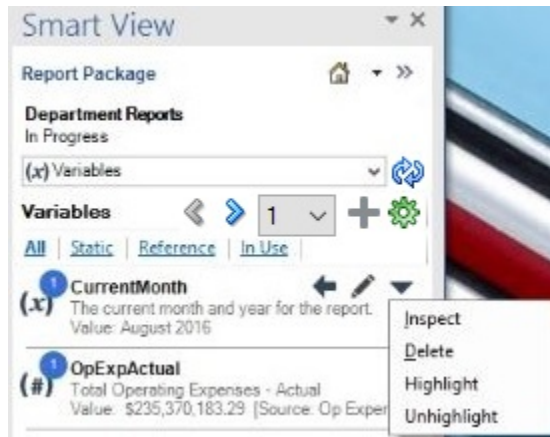 Smart View
Report Package
Department Reports
In Progress
(x) Variables
Variables 1
All | Static | Reference | In Use |
(x) 1 CurrentMonth
The current month and year for the report.
Value: August 2016
Inspect
Delete
Highlight
Unhighlight
(#) 1 OpExpActual
Total Operating Expenses - Actual
Value: $235,370,183.29 [Source: Op Exper